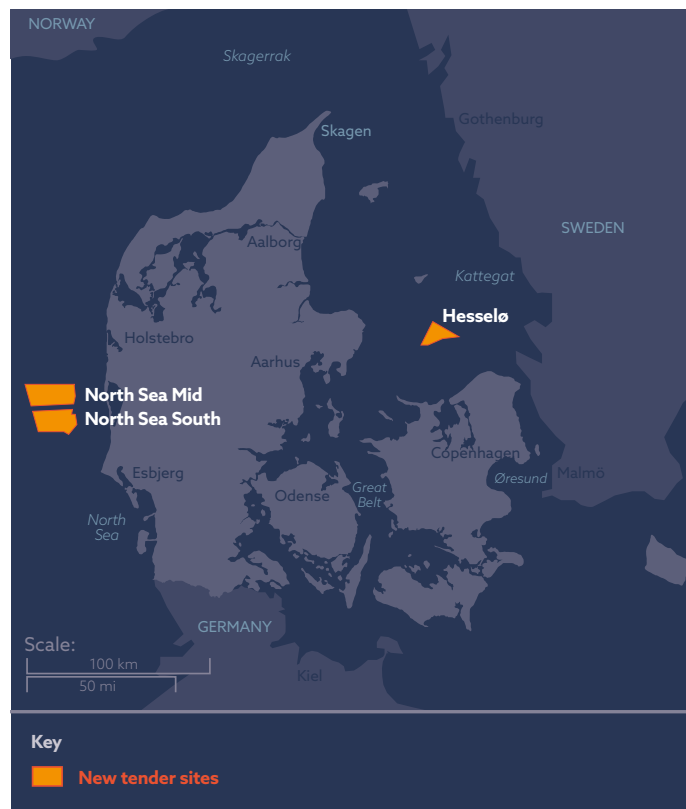 NORWAY
Skagerrak
Gothenburg
Skagen
SWEDEN
Aalborg
Kattegat
Hesselø
Holstebro
Aarhus
North Sea Mid
North Sea South
Copenhagen
Esbjerg
Øresund
Malmö
Great
Belt
Odense
North
Sea
GERMANY
Scale:
100 km
Kiel
50 mi
Key
New tender sites